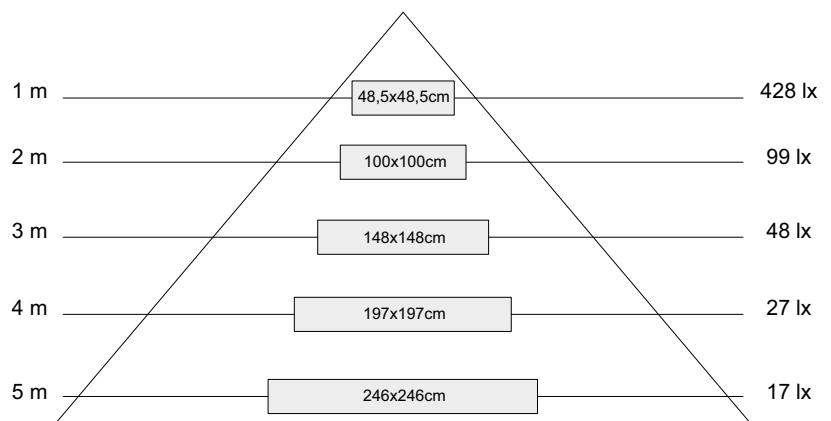 1 m 48,5x48,5cm 428 lx
2 m 100x100cm 99 lx
3 m 148x148cm 48 lx
4 m 197x197cm 27 lx
5 m 246x246cm 17 lx